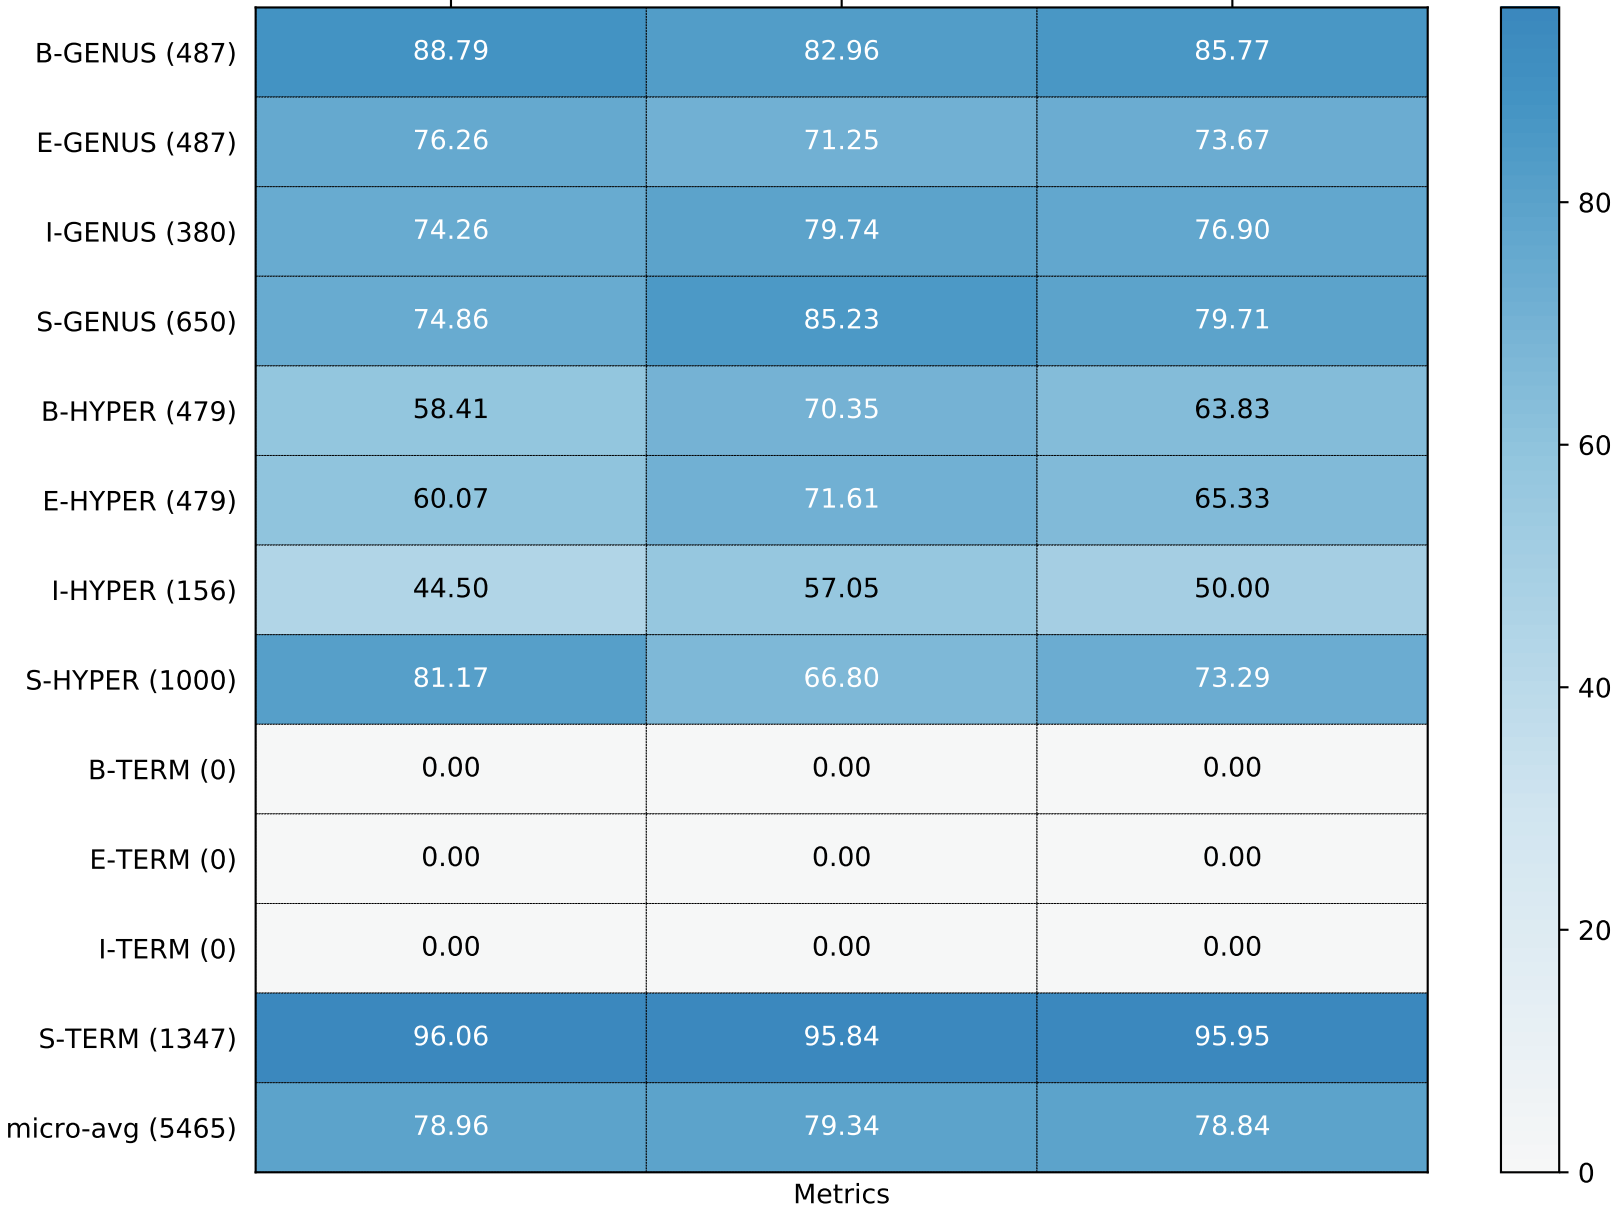 B-GENUS (487) 88.79 82.96 85.77
E-GENUS (487) 76.26 71.25 73.67
I-GENUS (380) 74.26 79.74 76.90
S-GENUS (650) 74.86 85.23 79.71
B-HYPER (479) 58.41 70.35 63.83
E-HYPER (479) 60.07 71.61 65.33
I-HYPER (156) 44.50 57.05 50.00
S-HYPER (1000) 81.17 66.80 73.29
B-TERM (0) 0.00 0.00 0.00
E-TERM (0) 0.00 0.00 0.00
I-TERM (0) 0.00 0.00 0.00
S-TERM (1347) 96.06 95.84 95.95
micro-avg (5465) 78.96 79.34 78.84
Metrics
80
60
40
20
0